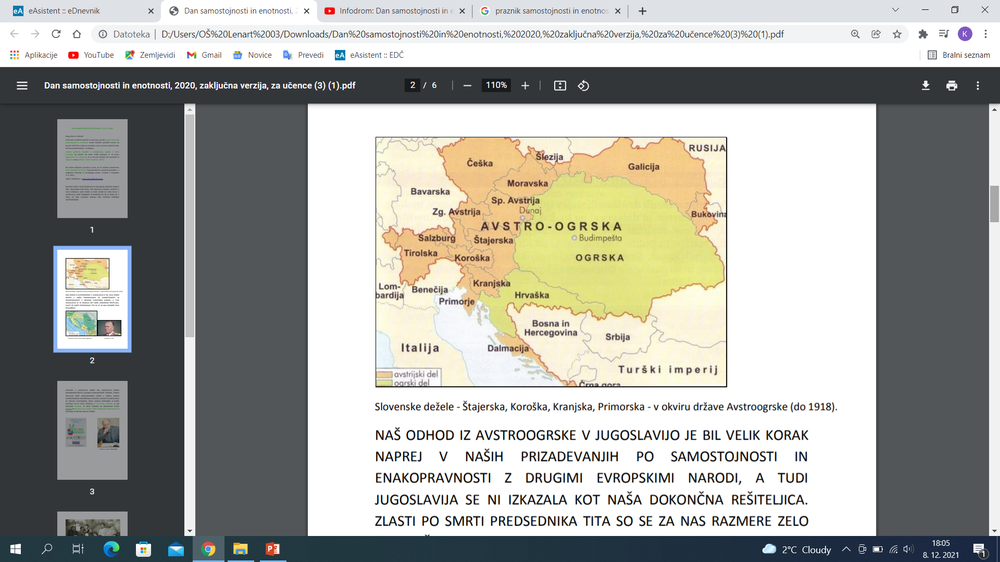 eAsistent :: eDnevnik
Dan samostojnosti in enotnosti, 2
Infodrom: Dan samostojnosti in e
praznik samostojnosti in enotnos
Datoteka
D:/Users/OŠ%20Lenart%2003/Downloads/Dan%20samostojnosti%20in%20enotnosti,%202020,%20zaključna%20verzija,%20za%20učence%20(3)%20(1).pdf
K
Aplikacije
YouTube
Zemljevidi
Gmail
Novice
Prevedi
eA eAsistent :: EDČ
Bralni seznam
Dan samostojnosti in enotnosti, 2020, zaključna verzija, za učence (3) (1).pdf
2 / 6
110%
1
2
3
RUSIJA
Šlezija
Češka
Galicija
Moravska
Bavarska
Sp. Avstrija
Dunaj
Zg. Avstrija
Bukovina
AVSTRO-OGRSKA
Salzburg
Štajerska
Budimpešta
Tirolska
Koroška
OGRSKA
Kranjska
Lom-
bardija
Benečija
Hrvaška
Primorje
Bosna in
Hercegovina
Srbija
Italija
Dalmacija
Turški imperij
avstrijski del
ogrski del
Črna gora
Slovenske dežele - Štajerska, Koroška, Kranjska, Primorska - v okviru države Avstroogrske (do 1918).
NAŠ ODHOD IZ AVSTROOGRSKE V JUGOSLAVIJO JE BIL VELIK KORAK
NAPREJ V NAŠIH PRIZADEVANJIH PO SAMOSTOJNOSTI IN
ENAKOPRAVNOSTI Z DRUGIMI EVROPSKIMI NARODI, A TUDI
JUGOSLAVIJA SE NI IZKAZALA KOT NAŠA DOKONČNA REŠITELJICA.
ZLASTI PO SMRTI PREDSEDNIKA TITA SO SE ZA NAS RAZMERE ZELO
2°C Cloudy
18:05
8. 12. 2021
1